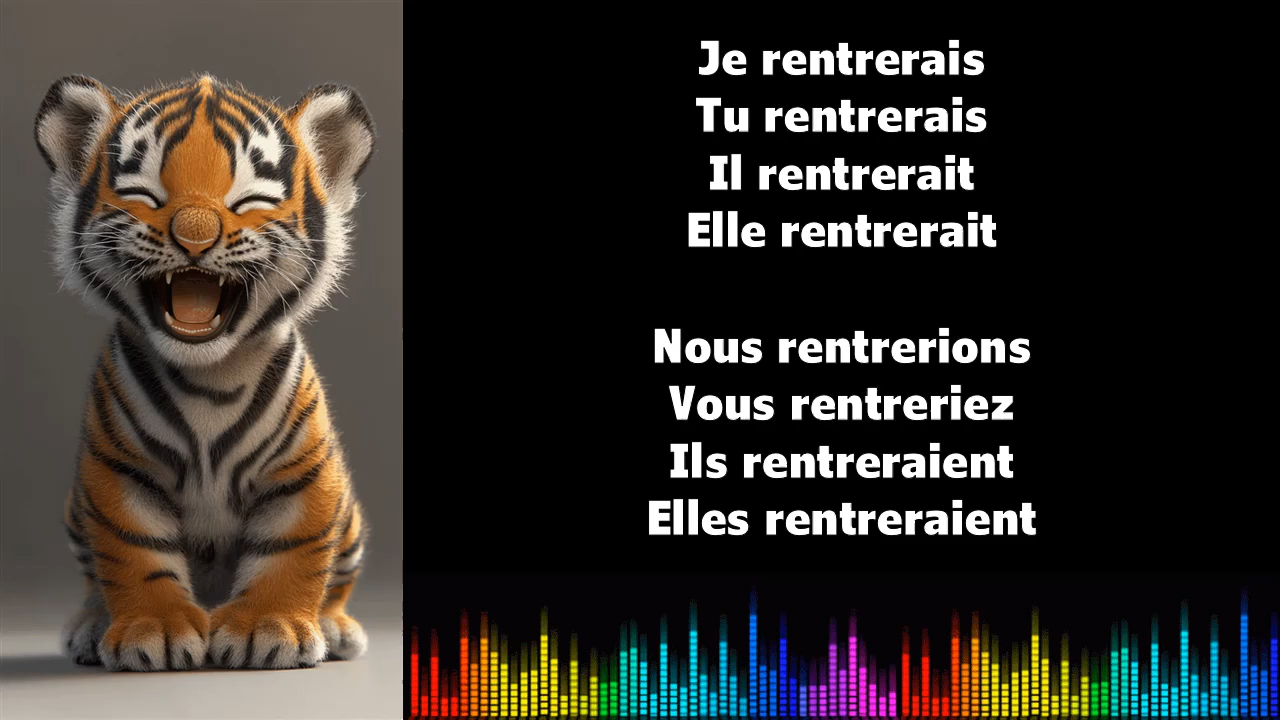 Je rentrerais
Tu rentrerais
Il rentrerait
Elle rentrerait
Nous rentrerions
Vous rentreriez
Ils rentreraient
Elles rentreraient